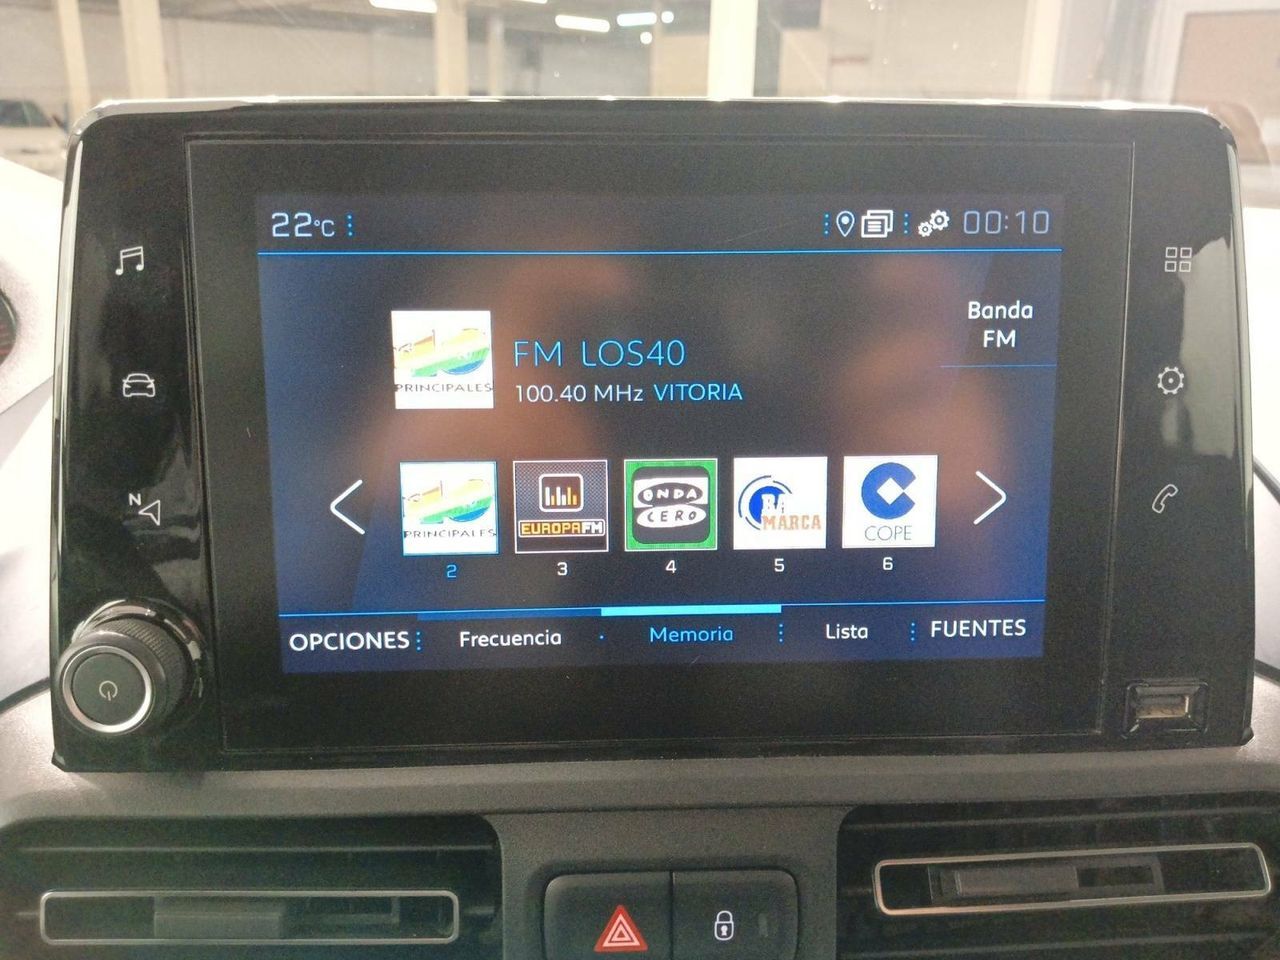 22°C
00:10
Banda
FM
PRINCIPALES
FM LOS40
100.40 MHz VITORIA
N
PRINCIPALES
EUROPAFM
ONDA
CERO
MARCA
COPE
2
3
4
5
6
OPCIONES
Frecuencia
Memoria
Lista
FUENTES